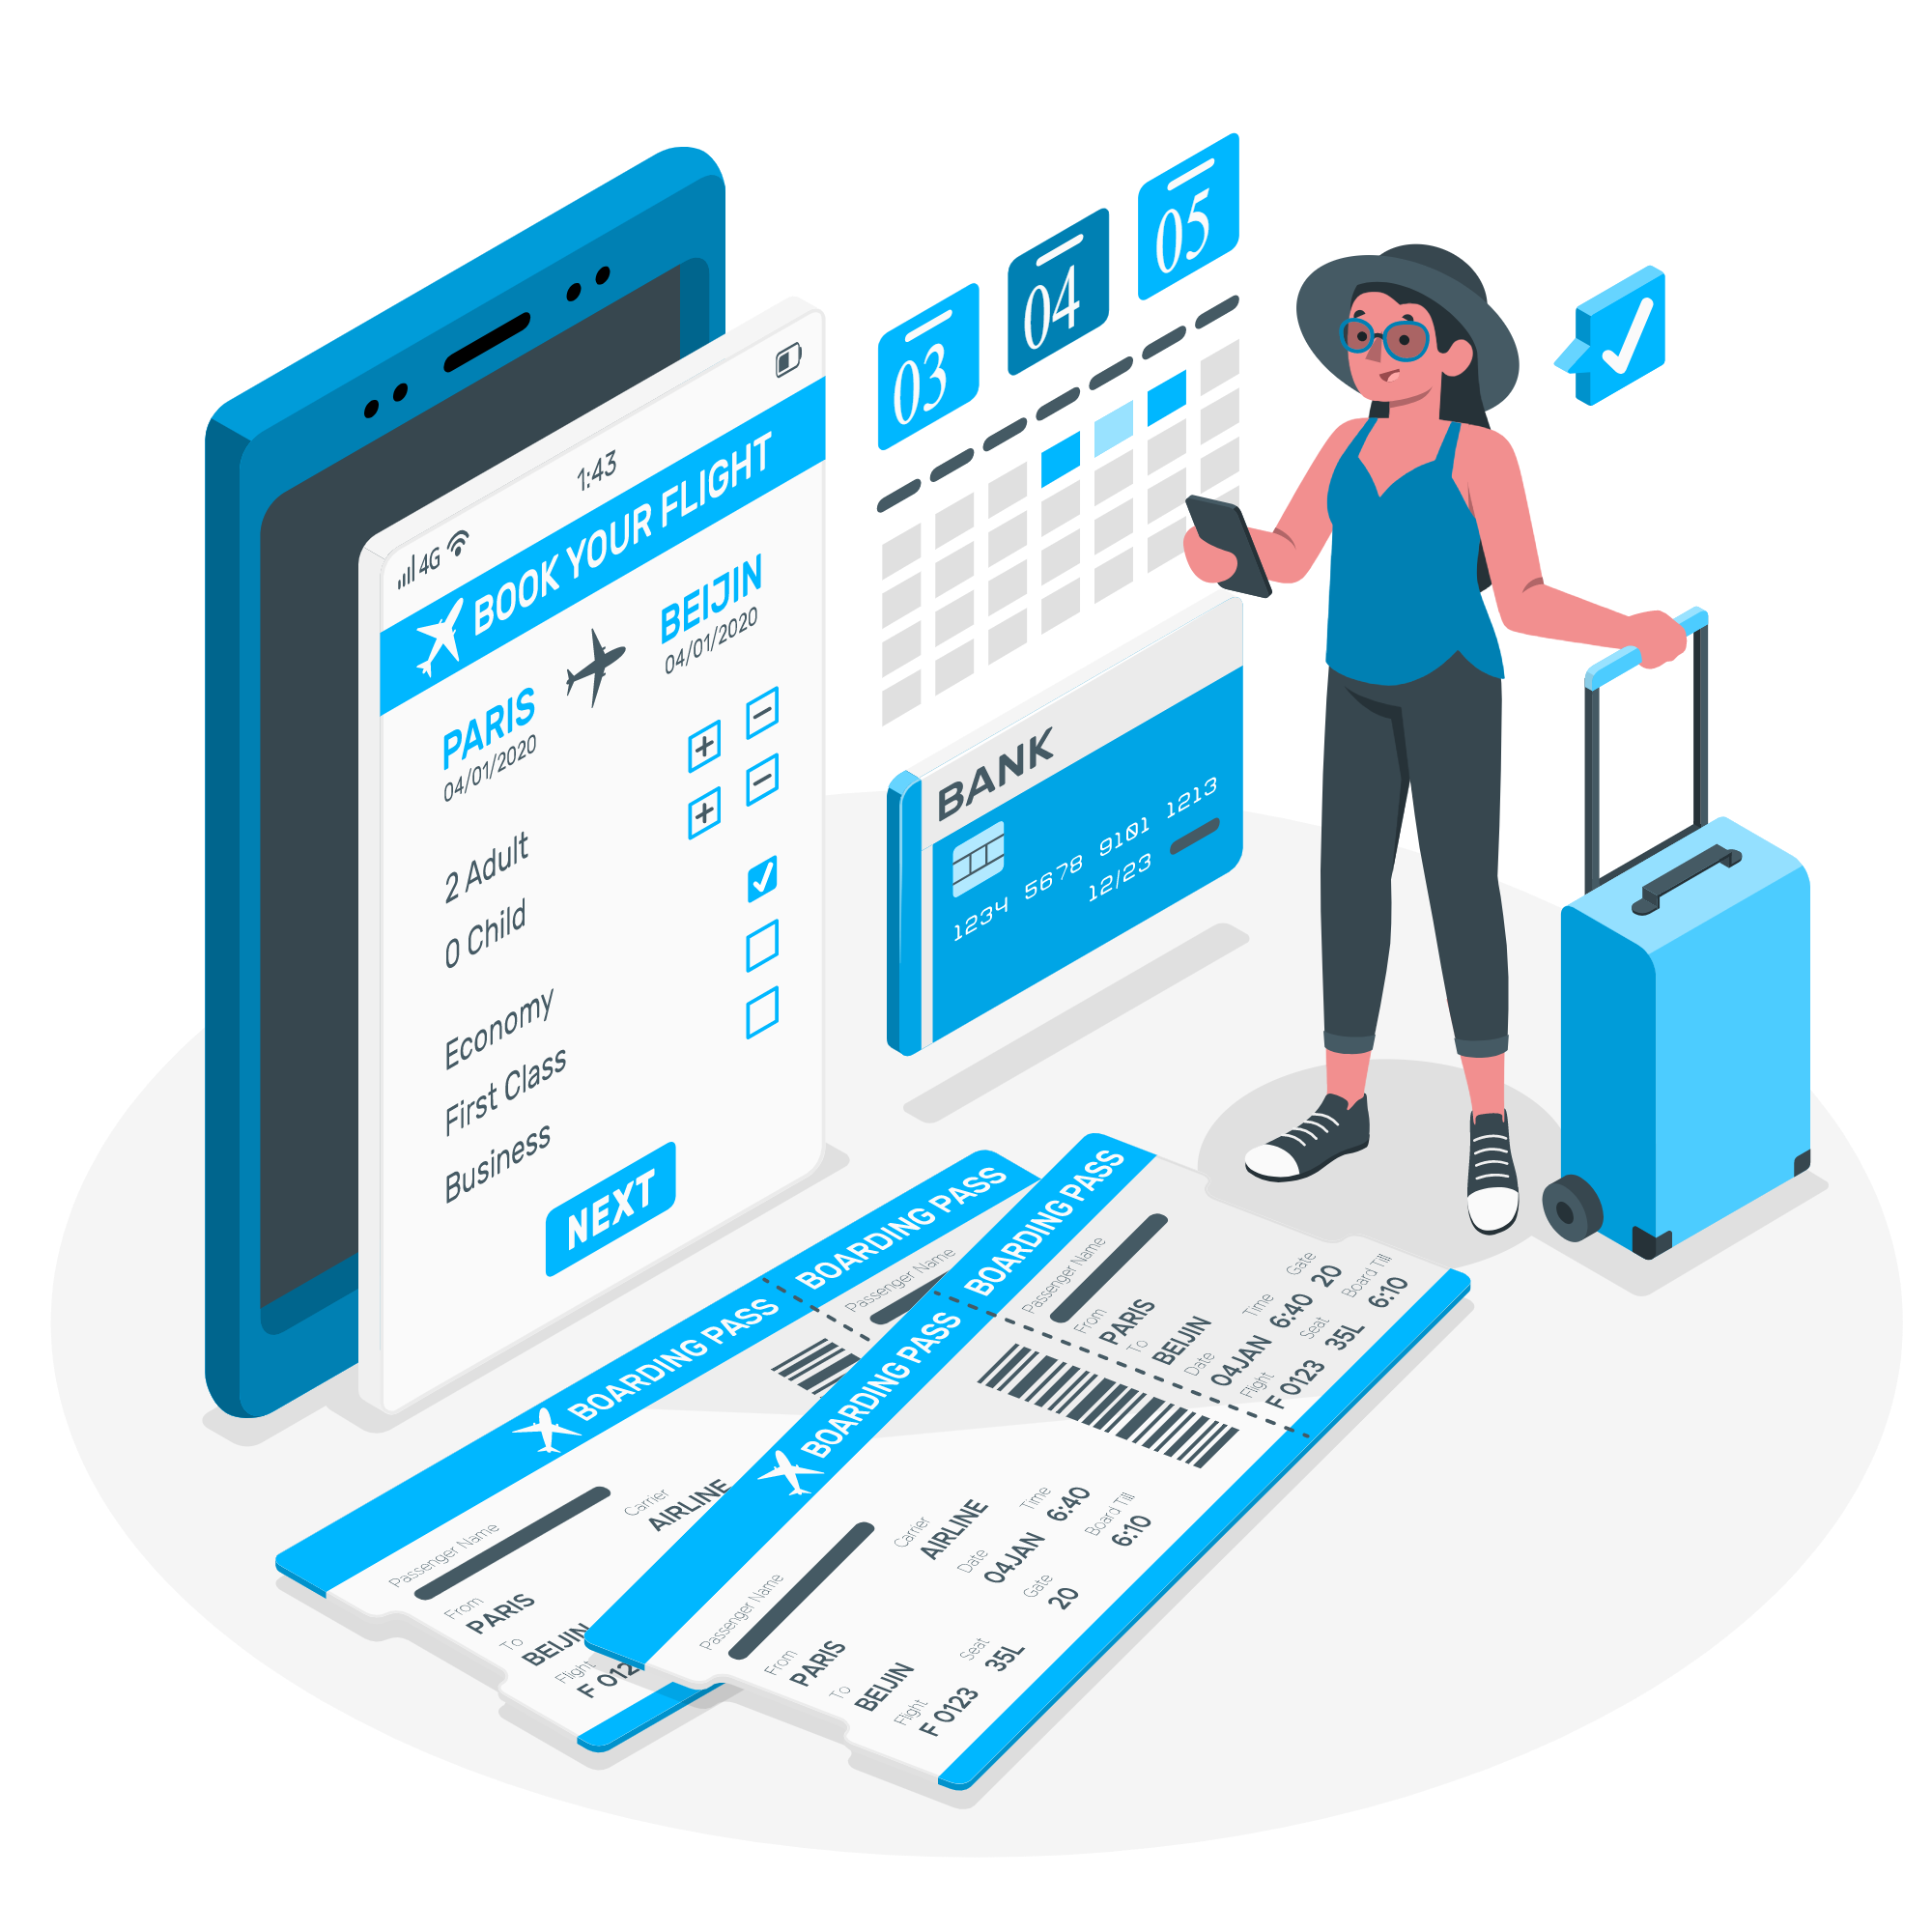 4G
1:43
BOOK YOUR FLIGHT
PARIS
04/01/2020
BEIJIN
04/01/2020
2 Adult
0 Child
Economy
First Class
Business
NEXT
03
04
05
BANK
1234 5678 9101 1213
12/23
BOARDING PASS
BOARDING PASS
Passenger Name
Passenger Name
Carrier
AIRLINE
From
PARIS
To
BEIJIN
Flight
F 012
BOARDING PASS
BOARDING PASS
Passenger Name
From
PARIS
To
BEIJIN
Date
04JAN
Time
6:40
Gate
20
Flight
F 0123
Seat
35L
Board Till
6:10
Passenger Name
Carrier
AIRLINE
Date
04JAN
Time
6:40
Board Till
6:10
Gate
20
From
PARIS
To
BEIJIN
Flight
F 0123
Seat
35L